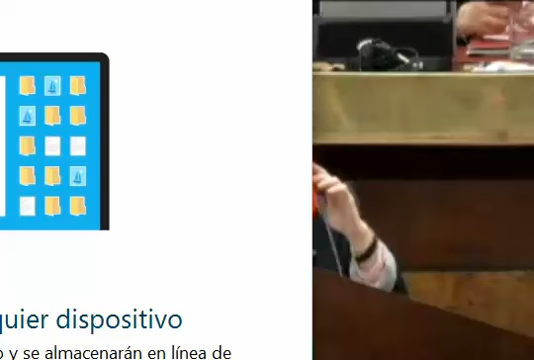 quier dispositivo
o y se almacenarán en línea de